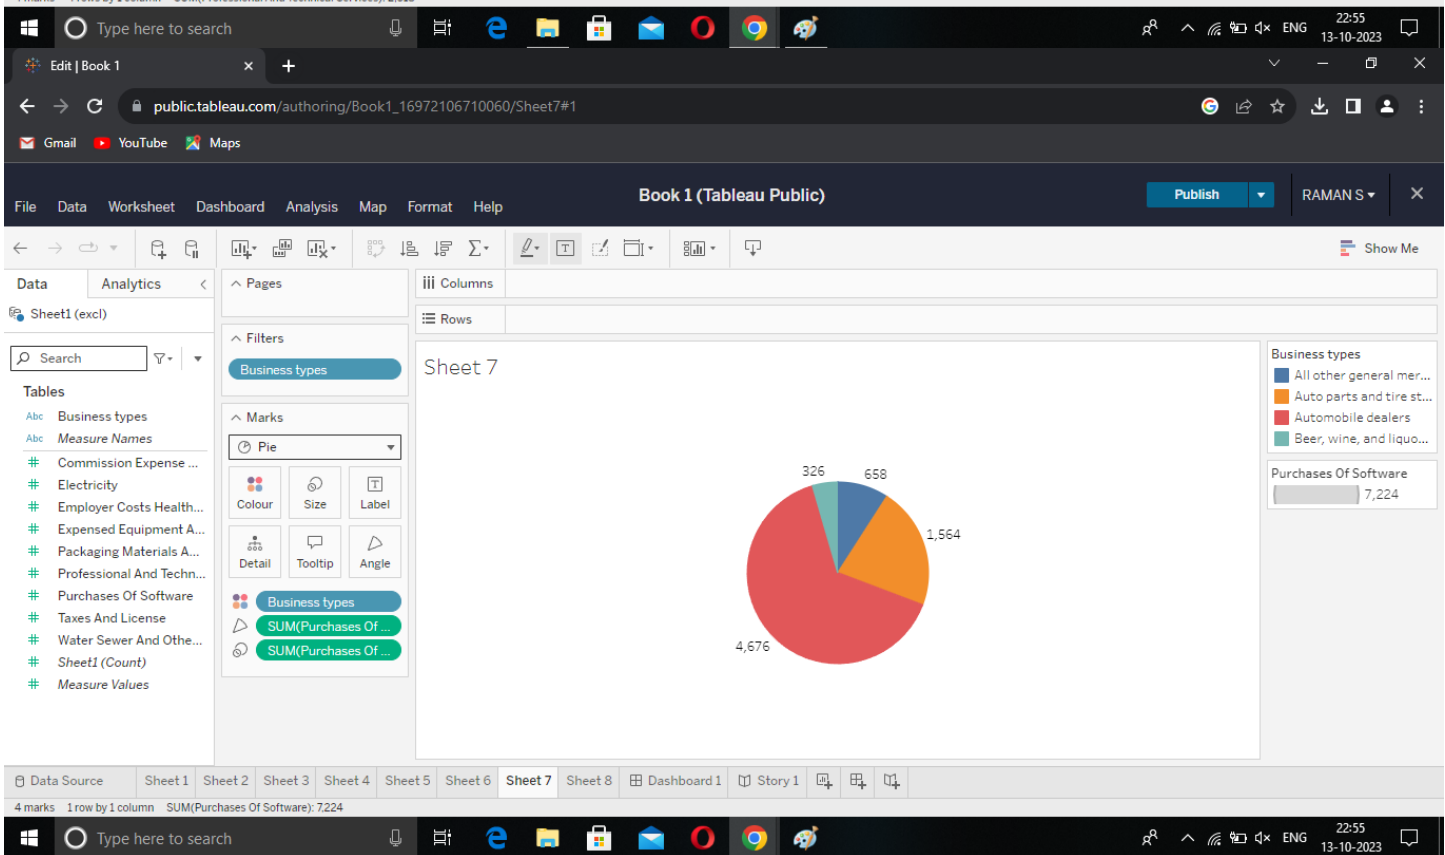 Type here to search
ENG
22:55
13-10-2023
Edit | Book 1
public.tableau.com/authoring/Book1_16972106710060/Sheet7#1
Gmail YouTube Maps
Book 1 (Tableau Public)
Publish
RAMAN S
File Data Worksheet Dashboard Analysis Map Format Help
Show Me
Data Analytics
Sheet1 (excl)
Search
Tables
Abc Business types
Abc Measure Names
# Commission Expense ...
# Electricity
# Employer Costs Health...
# Expensed Equipment A...
# Packaging Materials A...
# Professional And Techn...
# Purchases Of Software
# Taxes And License
# Water Sewer And Othe...
# Sheet1 (Count)
# Measure Values
Pages
Filters
Business types
Marks
Pie
Colour Size Label
Detail Tooltip Angle
Business types
SUM(Purchases Of ...
SUM(Purchases Of ...
Columns
Rows
Sheet 7
326
658
1,564
4,676
Business types
All other general mer...
Auto parts and tire st...
Automobile dealers
Beer, wine, and liquo...
Purchases Of Software
7,224
Data Source Sheet 1 Sheet 2 Sheet 3 Sheet 4 Sheet 5 Sheet 6 Sheet 7 Sheet 8 Dashboard 1 Story 1
4 marks 1 row by 1 column SUM(Purchases Of Software): 7,224
Type here to search
ENG
22:55
13-10-2023